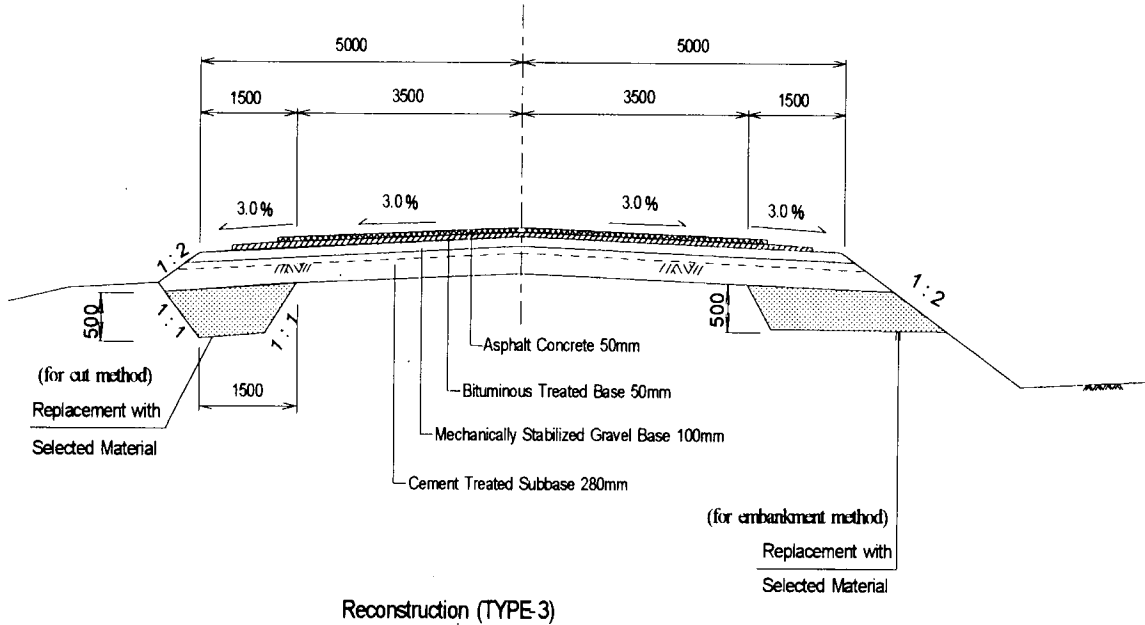 5000
5000
1500
3500
3500
1500
3.0%
3.0%
3.0%
3.0%
1:2
1:2
500
1:1
1:1
500
1500
(for cut method)
Replacement with
Selected Material
Asphalt Concrete 50mm
Bituminous Treated Base 50mm
Mechanically Stabilized Gravel Base 100mm
Cement Treated Subbase 280mm
(for embankment method)
Replacement with
Selected Material
Reconstruction (TYPE-3)